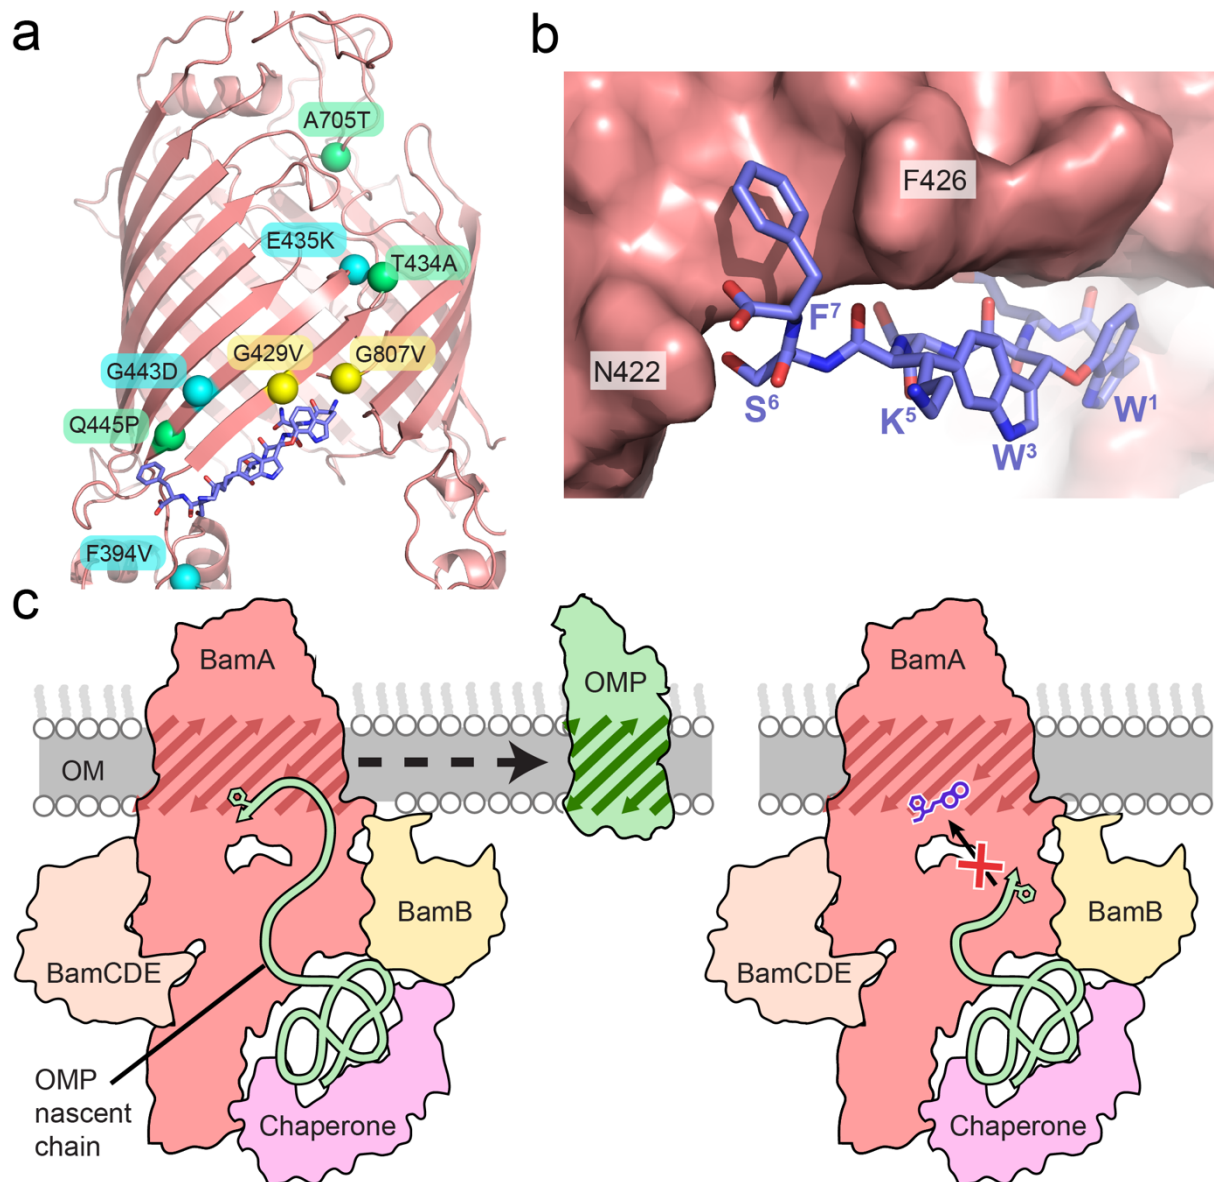 a
A705T
E435K
T434A
G429V
G807V
G443D
Q445P
F394V
b
F426
F⁷
N422
S⁶
K⁵
W³
W¹
c
BamA
OMP
OM
BamB
BamCDE
OMP
nascent
chain
Chaperone
BamA
BamB
BamCDE
Chaperone